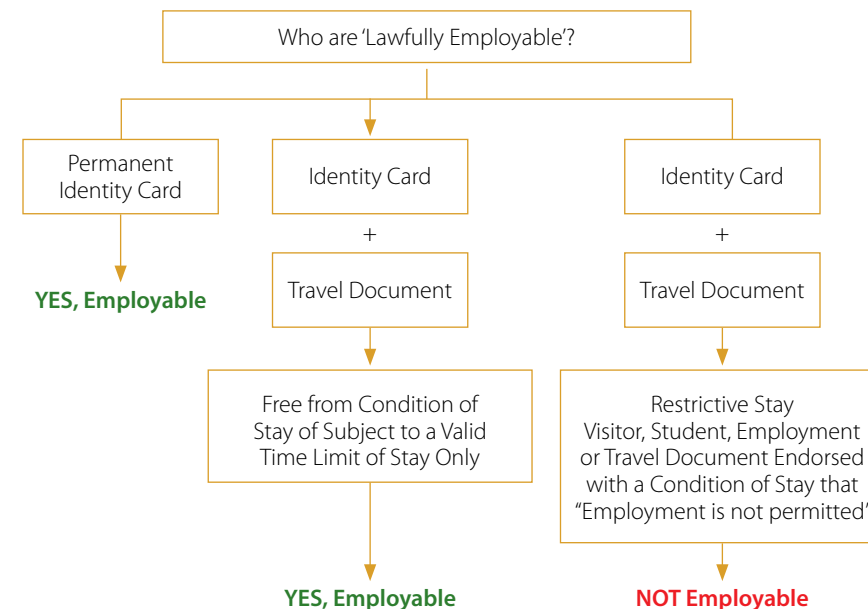 Who are ‘Lawfully Employable’?
Permanent
Identity Card
YES, Employable
Identity Card
+
Travel Document
Free from Condition of
Stay of Subject to a Valid
Time Limit of Stay Only
YES, Employable
Identity Card
+
Travel Document
Restrictive Stay
Visitor, Student, Employment
or Travel Document Endorsed
with a Condition of Stay that
“Employment is not permitted”
NOT Employable